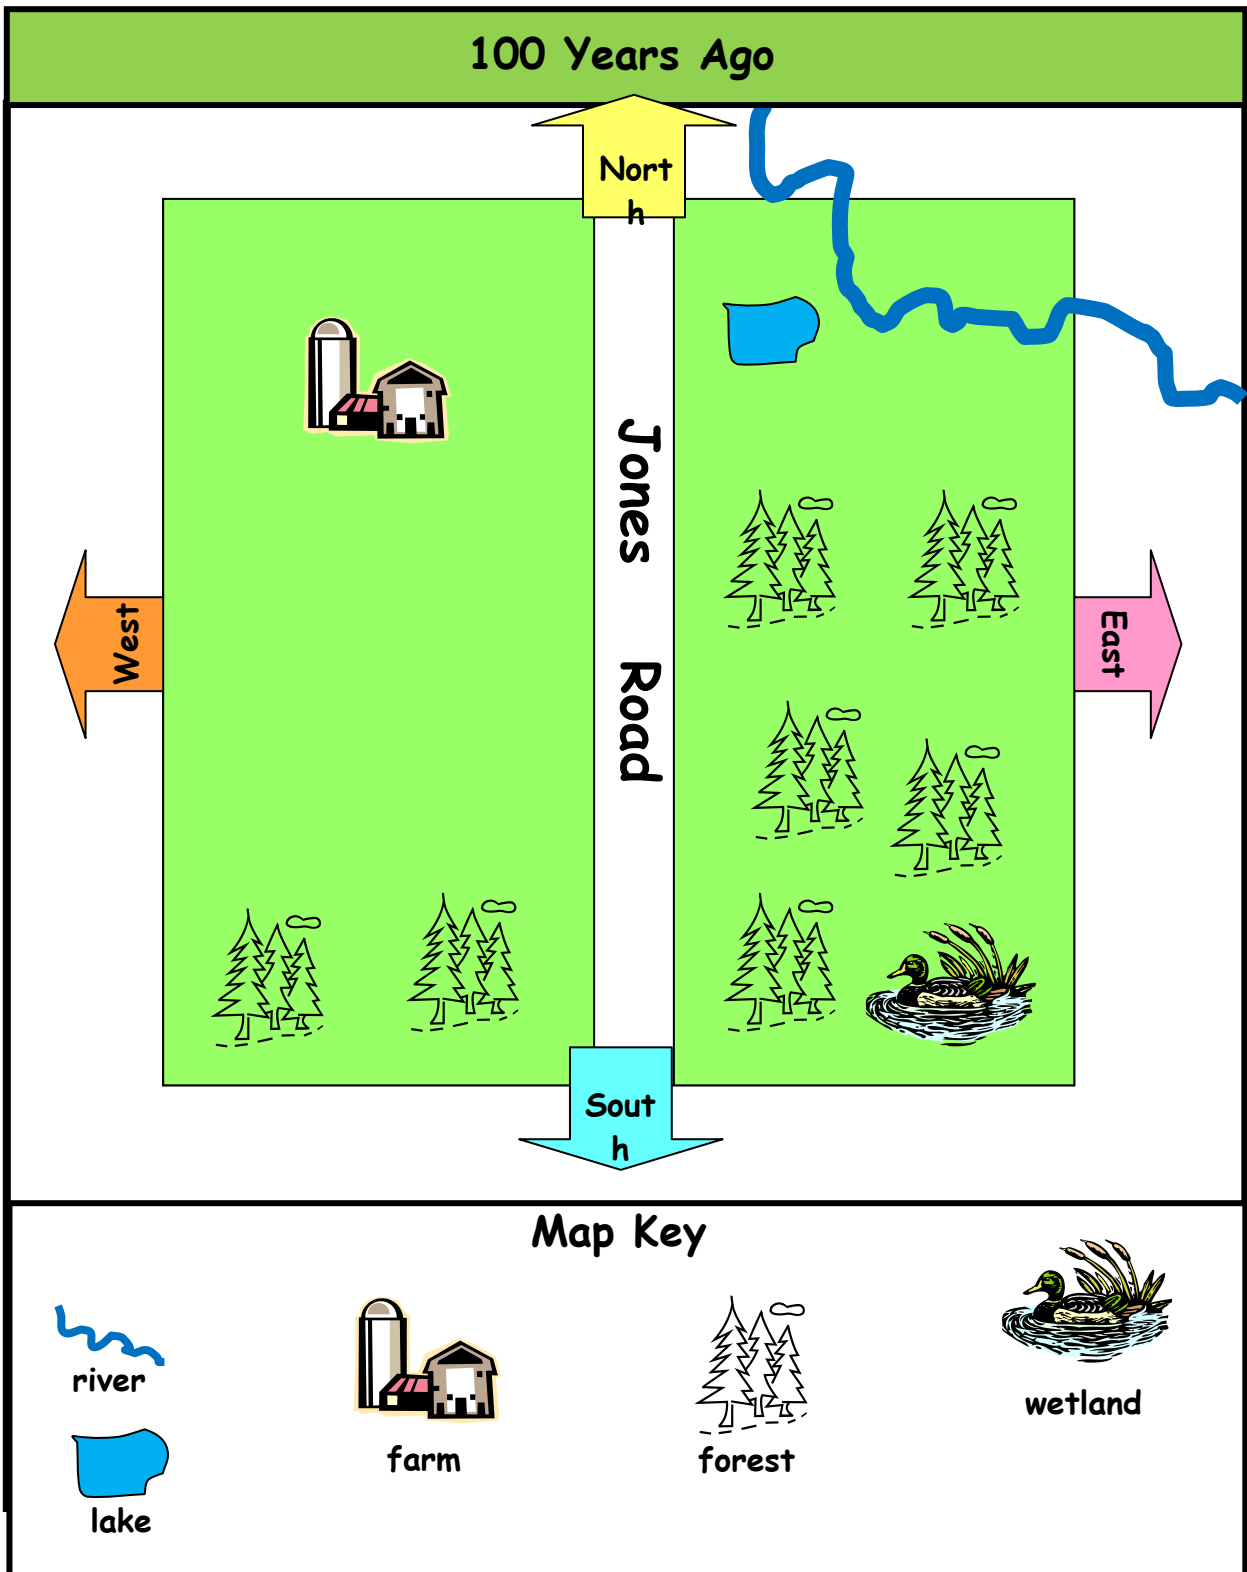 100 Years Ago
Nort
h
Jones Road
West
East
Sout
h
Map Key
river
lake
farm
forest
wetland